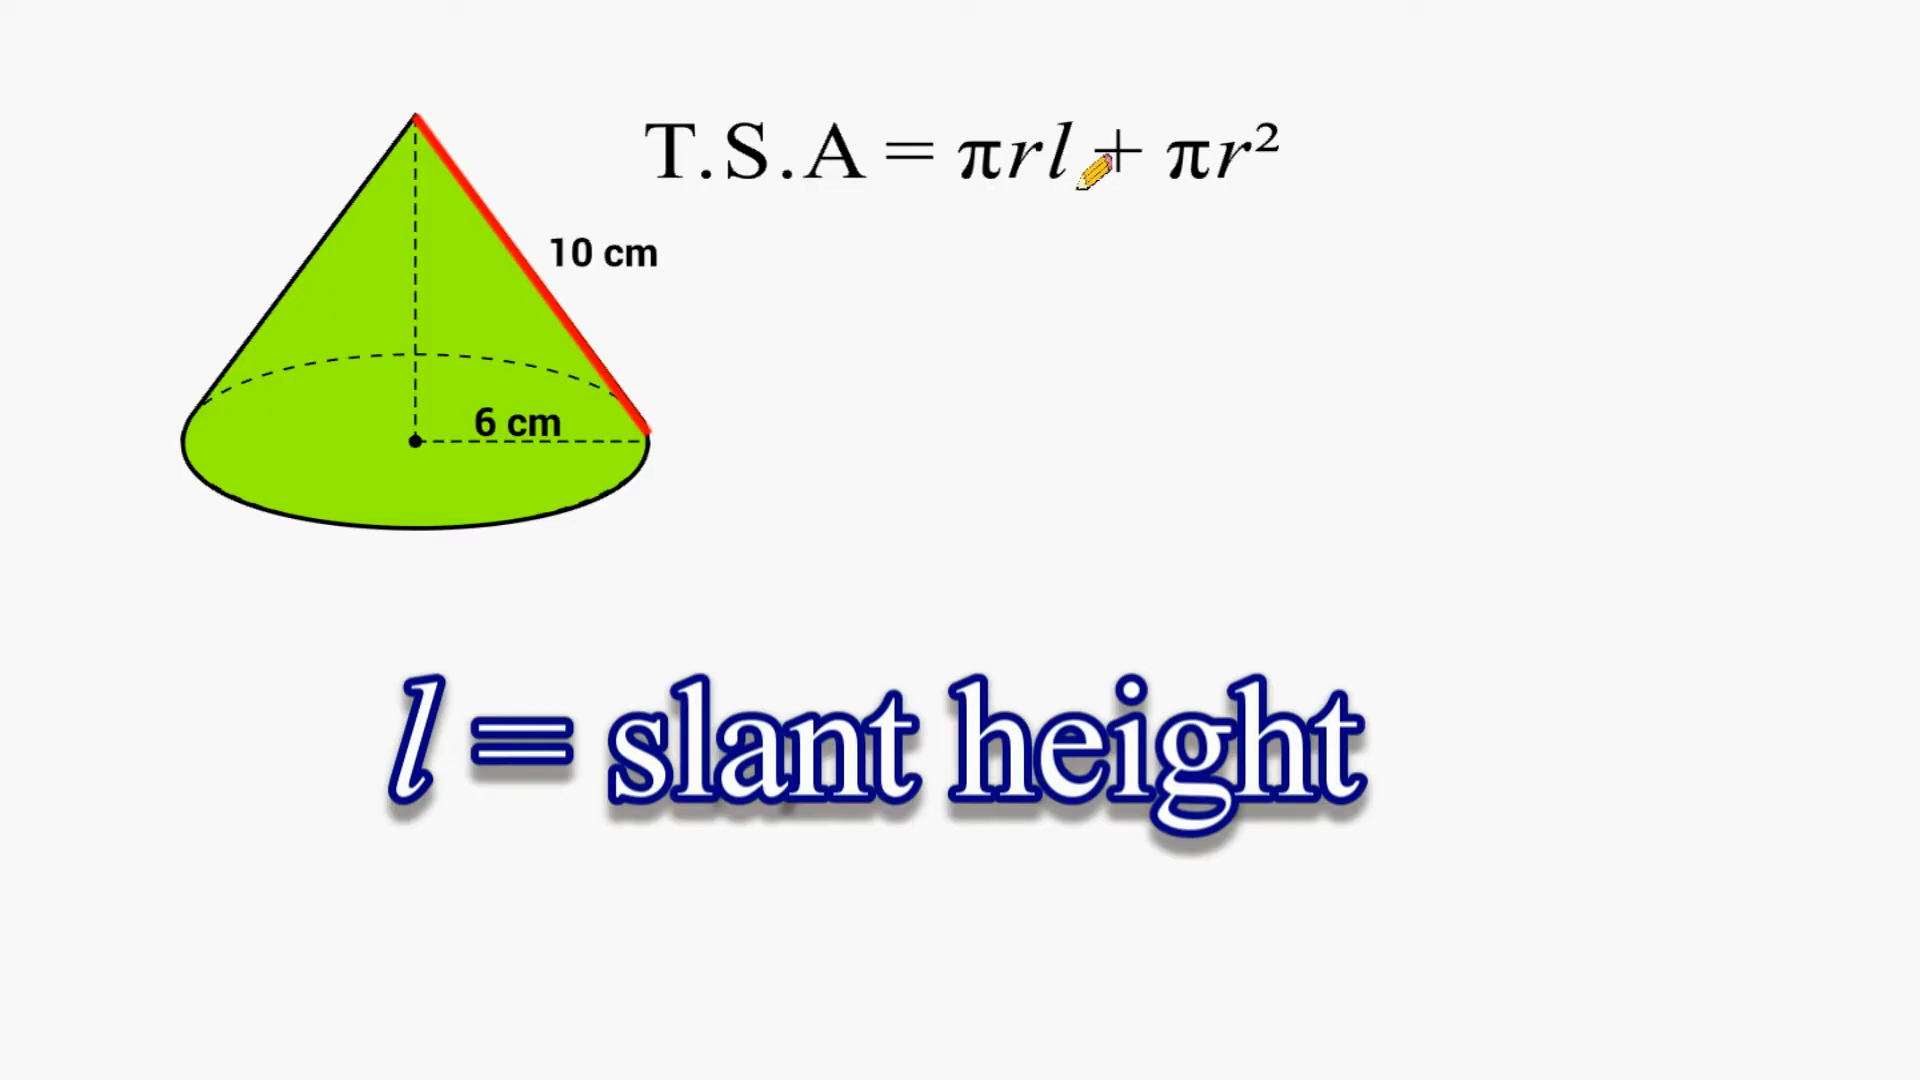 T.S.A = πrl + πr²
10 cm
6 cm
l = slant height